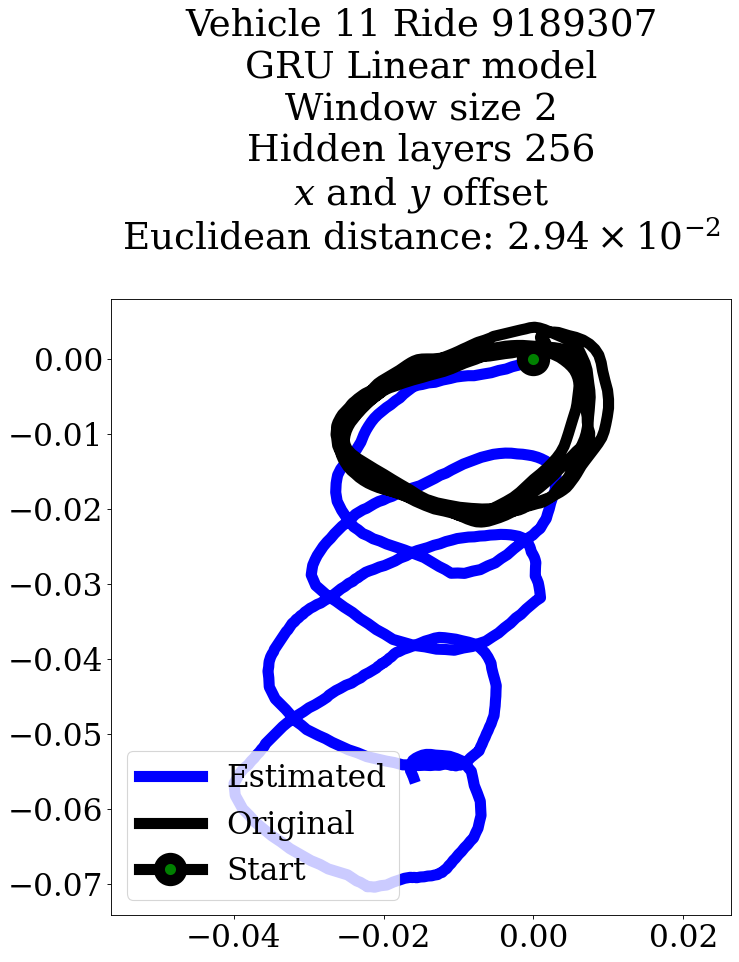 Vehicle 11 Ride 9189307
GRU Linear model
Window size 2
Hidden layers 256
x and y offset
Euclidean distance: 2.94 × 10⁻²
0.00
−0.01
−0.02
−0.03
−0.04
−0.05
−0.06
−0.07
Estimated
Original
Start
−0.04 −0.02 0.00 0.02